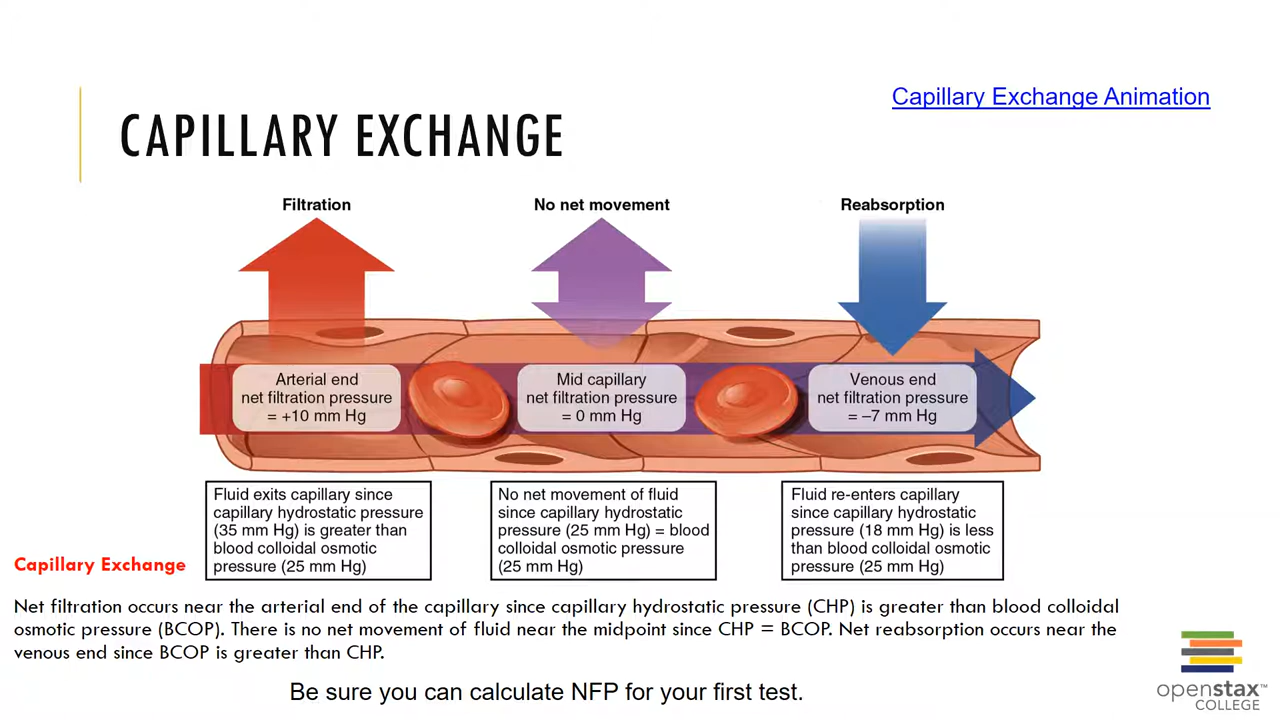 Capillary Exchange Animation
CAPILLARY EXCHANGE
Filtration
No net movement
Reabsorption
Arterial end
net filtration pressure
= +10 mm Hg
Mid capillary
net filtration pressure
= 0 mm Hg
Venous end
net filtration pressure
= –7 mm Hg
Fluid exits capillary since
capillary hydrostatic pressure
(35 mm Hg) is greater than
blood colloidal osmotic
pressure (25 mm Hg)
No net movement of fluid
since capillary hydrostatic
pressure (25 mm Hg) = blood
colloidal osmotic pressure
(25 mm Hg)
Fluid re-enters capillary
since capillary hydrostatic
pressure (18 mm Hg) is less
than blood colloidal osmotic
pressure (25 mm Hg)
Capillary Exchange
Net filtration occurs near the arterial end of the capillary since capillary hydrostatic pressure (CHP) is greater than blood colloidal
osmotic pressure (BCOP). There is no net movement of fluid near the midpoint since CHP = BCOP. Net reabsorption occurs near the
venous end since BCOP is greater than CHP.
Be sure you can calculate NFP for your first test.
openstax™
COLLEGE